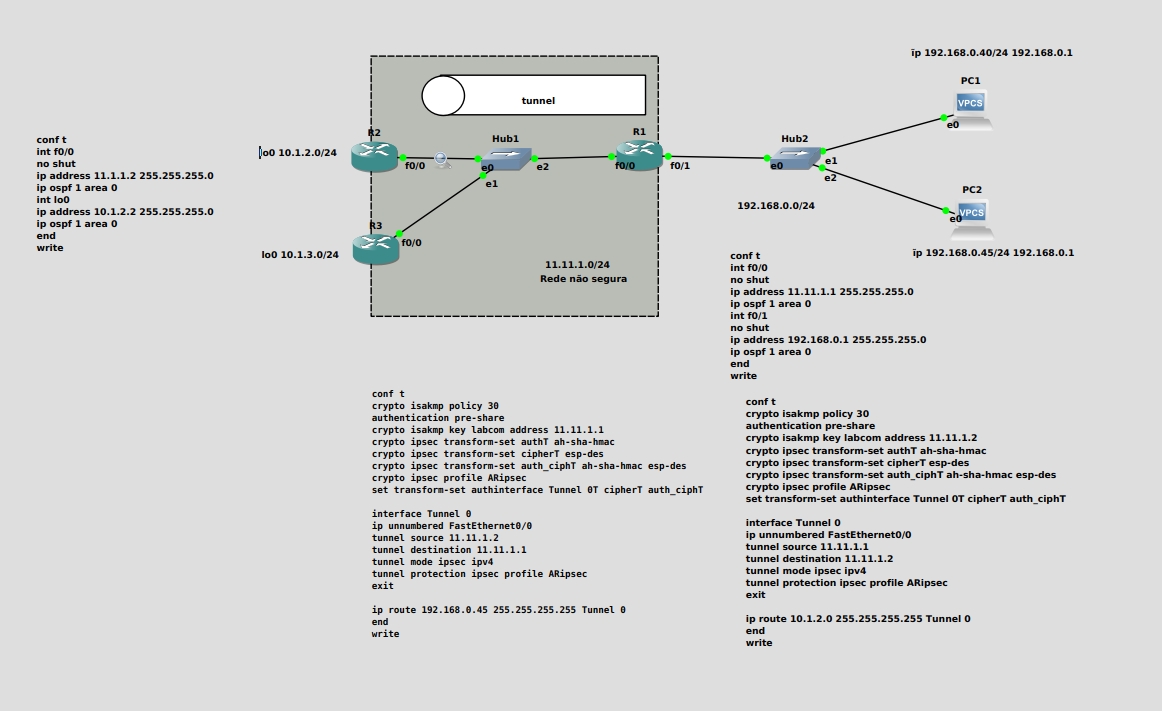 ip 192.168.0.40/24 192.168.0.1
PC1
VPCS
e0
tunnel
R2
Hub1
R1
Hub2
lo0 10.1.2.0/24
f0/0
e0
e1
e2
f0/0
f0/1
e0
e1
e2
conf t
int f0/0
no shut
ip address 11.1.1.2 255.255.255.0
ip ospf 1 area 0
int lo0
ip address 10.1.2.2 255.255.255.0
ip ospf 1 area 0
end
write
PC2
VPCS
e0
192.168.0.0/24
R3
f0/0
lo0 10.1.3.0/24
11.11.1.0/24
Rede não segura
ip 192.168.0.45/24 192.168.0.1
conf t
int f0/0
no shut
ip address 11.11.1.1 255.255.255.0
ip ospf 1 area 0
int f0/1
no shut
ip address 192.168.0.1 255.255.255.0
ip ospf 1 area 0
end
write
conf t
crypto isakmp policy 30
authentication pre-share
crypto isakmp key labcom address 11.11.1.1
crypto ipsec transform-set authT ah-sha-hmac
crypto ipsec transform-set cipherT esp-des
crypto ipsec transform-set auth_ciphT ah-sha-hmac esp-des
crypto ipsec profile ARipsec
set transform-set authinterface Tunnel 0T cipherT auth_ciphT
interface Tunnel 0
ip unnumbered FastEthernet0/0
tunnel source 11.11.1.2
tunnel destination 11.11.1.1
tunnel mode ipsec ipv4
tunnel protection ipsec profile ARipsec
exit
ip route 192.168.0.45 255.255.255.255 Tunnel 0
end
write
conf t
crypto isakmp policy 30
authentication pre-share
crypto isakmp key labcom address 11.11.1.2
crypto ipsec transform-set authT ah-sha-hmac
crypto ipsec transform-set cipherT esp-des
crypto ipsec transform-set auth_ciphT ah-sha-hmac esp-des
crypto ipsec profile ARipsec
set transform-set authinterface Tunnel 0T cipherT auth_ciphT
interface Tunnel 0
ip unnumbered FastEthernet0/0
tunnel source 11.11.1.1
tunnel destination 11.11.1.2
tunnel mode ipsec ipv4
tunnel protection ipsec profile ARipsec
exit
ip route 10.1.2.0 255.255.255.255 Tunnel 0
end
write